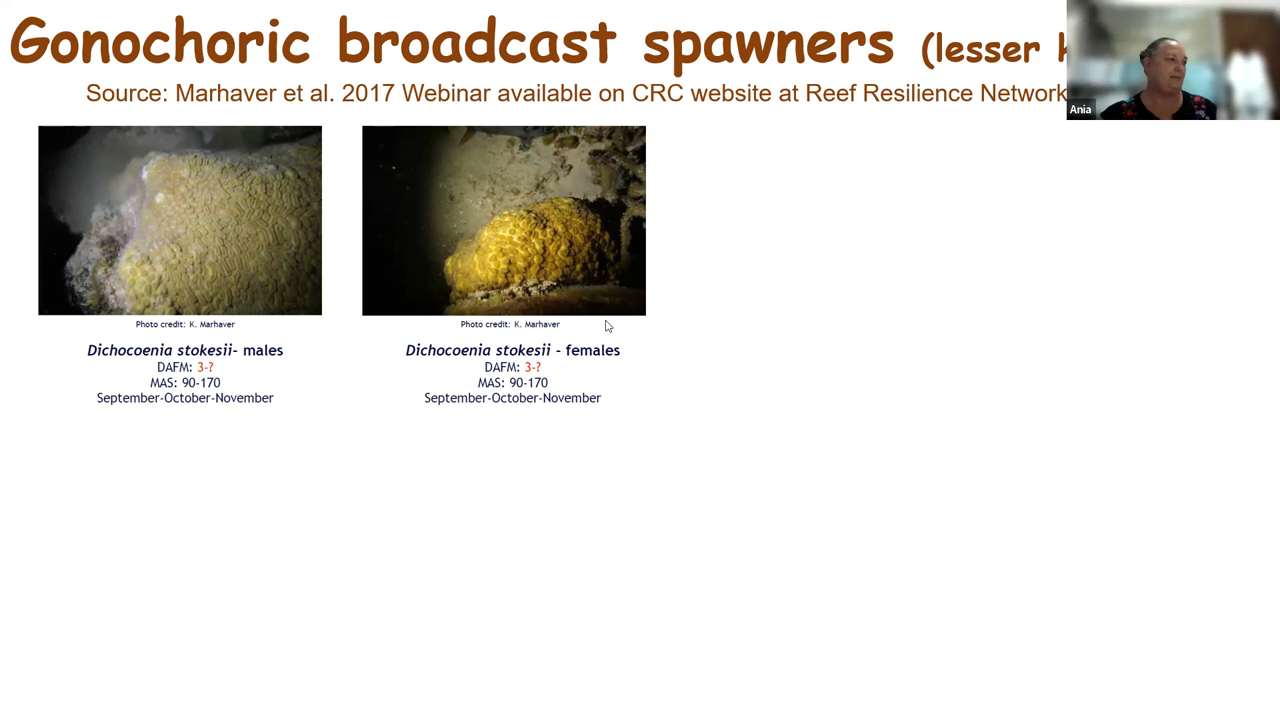 Gonochoric broadcast spawners (lesser
Source: Marhaver et al. 2017 Webinar available on CRC website at Reef Resilience Network
Ania
Photo credit: K. Marhaver
Dichocoenia stokesii- males
DAFM: 3-?
MAS: 90-170
September-October-November
Photo credit: K. Marhaver
Dichocoenia stokesii - females
DAFM: 3-?
MAS: 90-170
September-October-November